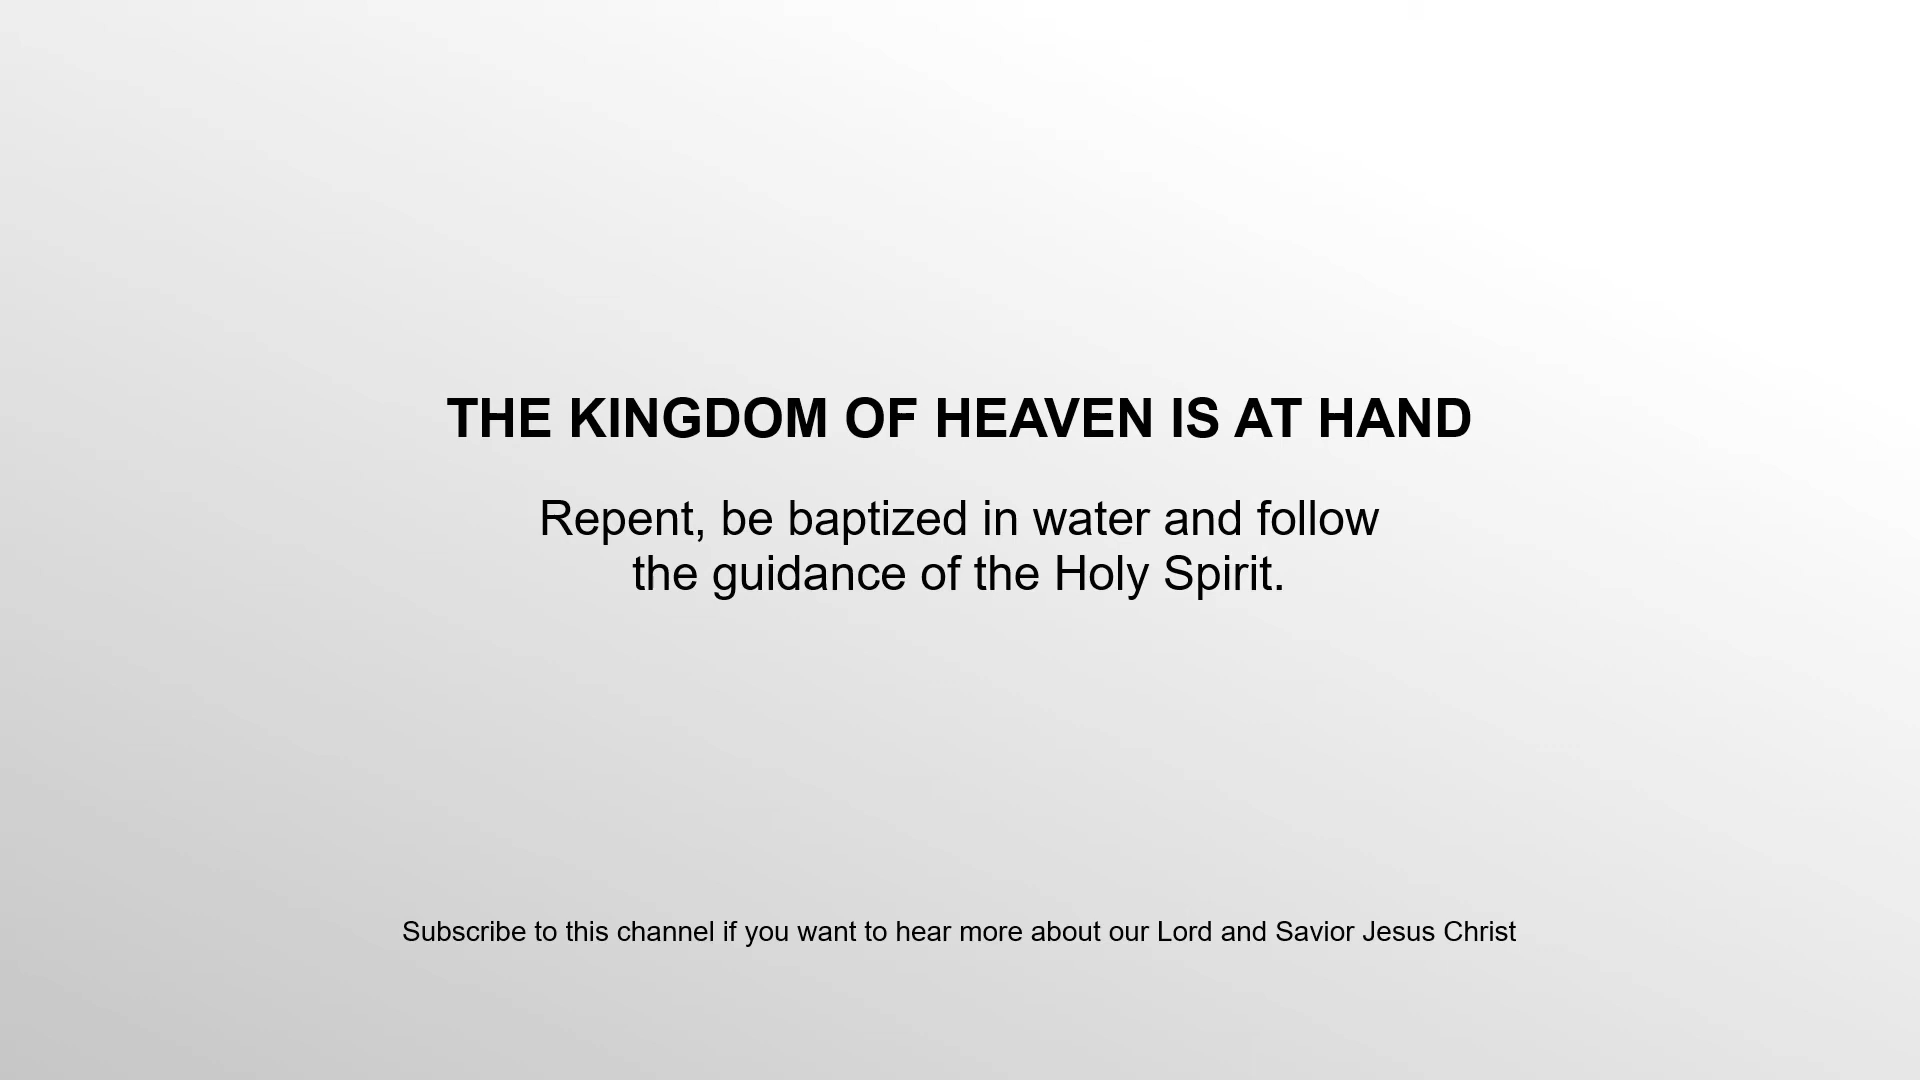 THE KINGDOM OF HEAVEN IS AT HAND
Repent, be baptized in water and follow
the guidance of the Holy Spirit.
Subscribe to this channel if you want to hear more about our Lord and Savior Jesus Christ